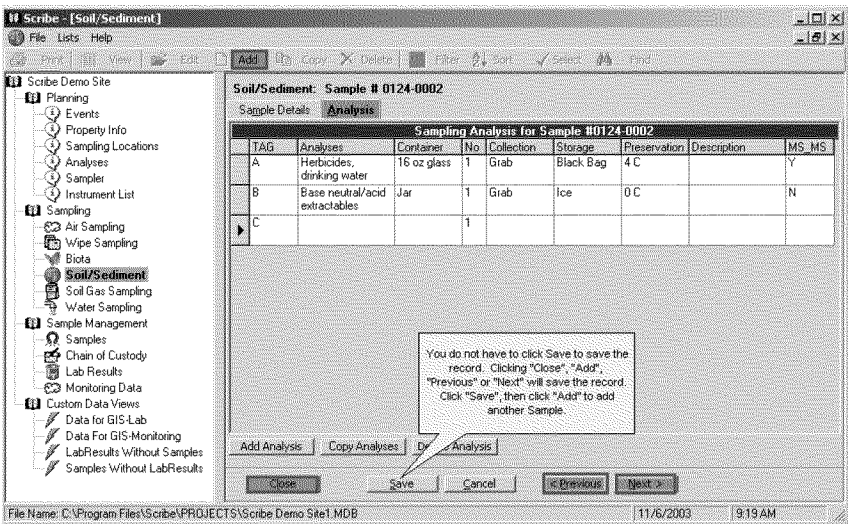 Scribe - [Soil/Sediment]
File Lists Help
Print View Edit Add Copy Delete Filter Sort Select Find
Scribe Demo Site
Planning
Events
Property Info
Sampling Locations
Analyses
Sampler
Instrument List
Sampling
Air Sampling
Wipe Sampling
Biota
Soil/Sediment
Soil Gas Sampling
Water Sampling
Sample Management
Samples
Chain of Custody
Lab Results
Monitoring Data
Custom Data Views
Data for GIS-Lab
Data For GIS-Monitoring
LabResults Without Samples
Samples Without LabResults
Soil/Sediment: Sample # 0124-0002
Sample Details Analysis
Sampling Analysis for Sample #0124-0002
TAG Analyses Container No Collection Storage Preservation Description MS_MS
A Herbicides, 16 oz glass 1 Grab Black Bag 4 C Y
drinking water
B Base neutral/acid Jar 1 Grab Ice 0 C N
extractables
C 1
You do not have to click Save to save the
record. Clicking "Close", "Add",
"Previous" or "Next" will save the record.
Click "Save", then click "Add" to add
another Sample.
Add Analysis Copy Analyses Analysis
Close Save Cancel < Previous Next >
File Name: C:\Program Files\Scribe\PROJECTS\Scribe Demo Site1.MDB 11/6/2003 9:19 AM